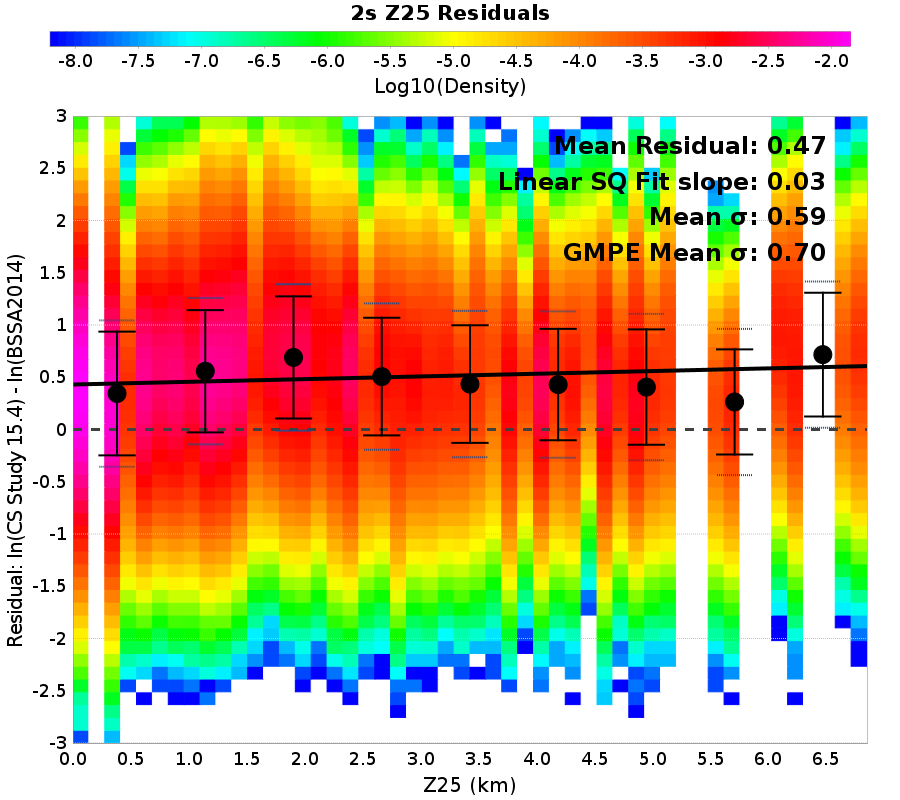 2s Z25 Residuals
-8.0 -7.5 -7.0 -6.5 -6.0 -5.5 -5.0 -4.5 -4.0 -3.5 -3.0 -2.5 -2.0
Log10(Density)
Mean Residual: 0.47
Linear SQ Fit slope: 0.03
Mean σ: 0.59
GMPE Mean σ: 0.70
Residual: ln(CS Study 15.4) - ln(BSSA2014)
3
2.5
2
1.5
1
0.5
0
-0.5
-1
-1.5
-2
-2.5
-3
0.0 0.5 1.0 1.5 2.0 2.5 3.0 3.5 4.0 4.5 5.0 5.5 6.0 6.5
Z25 (km)